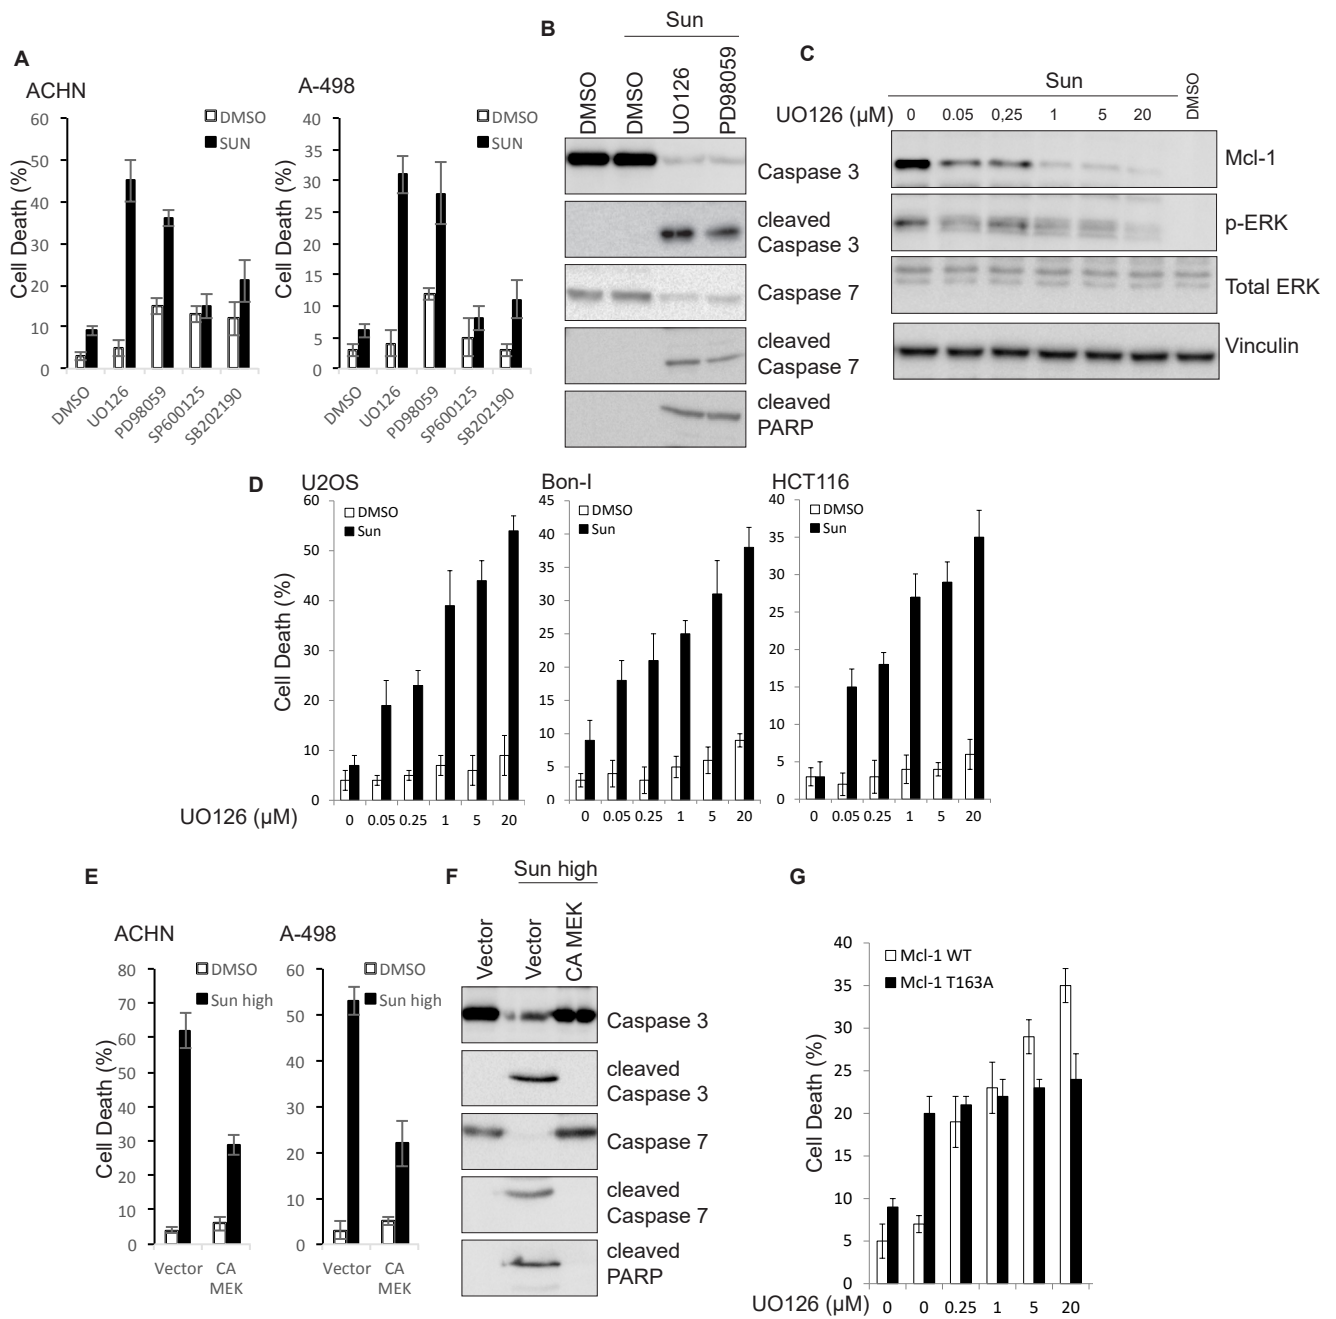 A
ACHN
DMSO
SUN
Cell Death (%)
60
50
40
30
20
10
0
DMSO
UO126
PD98059
SP600125
SB202190
A-498
DMSO
SUN
Cell Death (%)
40
35
30
25
20
15
10
5
0
DMSO
UO126
PD98059
SP600125
SB202190
B
Sun
DMSO
DMSO
UO126
PD98059
Caspase 3
cleaved
Caspase 3
Caspase 7
cleaved
Caspase 7
cleaved
PARP
C
Sun
DMSO
UO126 (µM) 0 0.05 0,25 1 5 20
Mcl-1
p-ERK
Total ERK
Vinculin
D
U2OS
DMSO
Sun
Cell Death (%)
60
50
40
30
20
10
0
UO126 (µM) 0 0.05 0.25 1 5 20
Bon-I
DMSO
Sun
45
40
35
30
25
20
15
10
5
0
0 0.05 0.25 1 5 20
HCT116
DMSO
Sun
40
35
30
25
20
15
10
5
0
0 0.05 0.25 1 5 20
E
ACHN
DMSO
Sun high
Cell Death (%)
80
70
60
50
40
30
20
10
0
Vector CA
MEK
A-498
DMSO
Sun high
60
50
40
30
20
10
0
Vector CA
MEK
F
Sun high
Vector
Vector
CA MEK
Caspase 3
cleaved
Caspase 3
Caspase 7
cleaved
Caspase 7
cleaved
PARP
G
Mcl-1 WT
Mcl-1 T163A
Cell Death (%)
40
35
30
25
20
15
10
5
0
UO126 (µM) 0 0 0.25 1 5 20